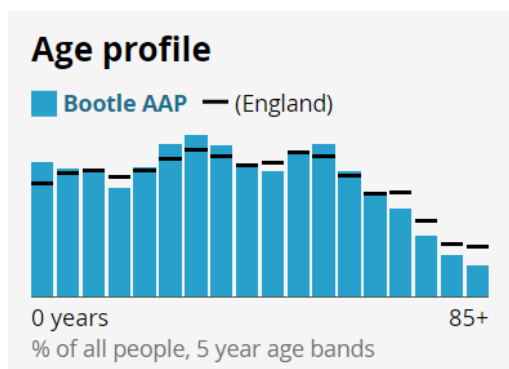 Age profile
Bootle AAP — (England)
0 years 85+
% of all people, 5 year age bands